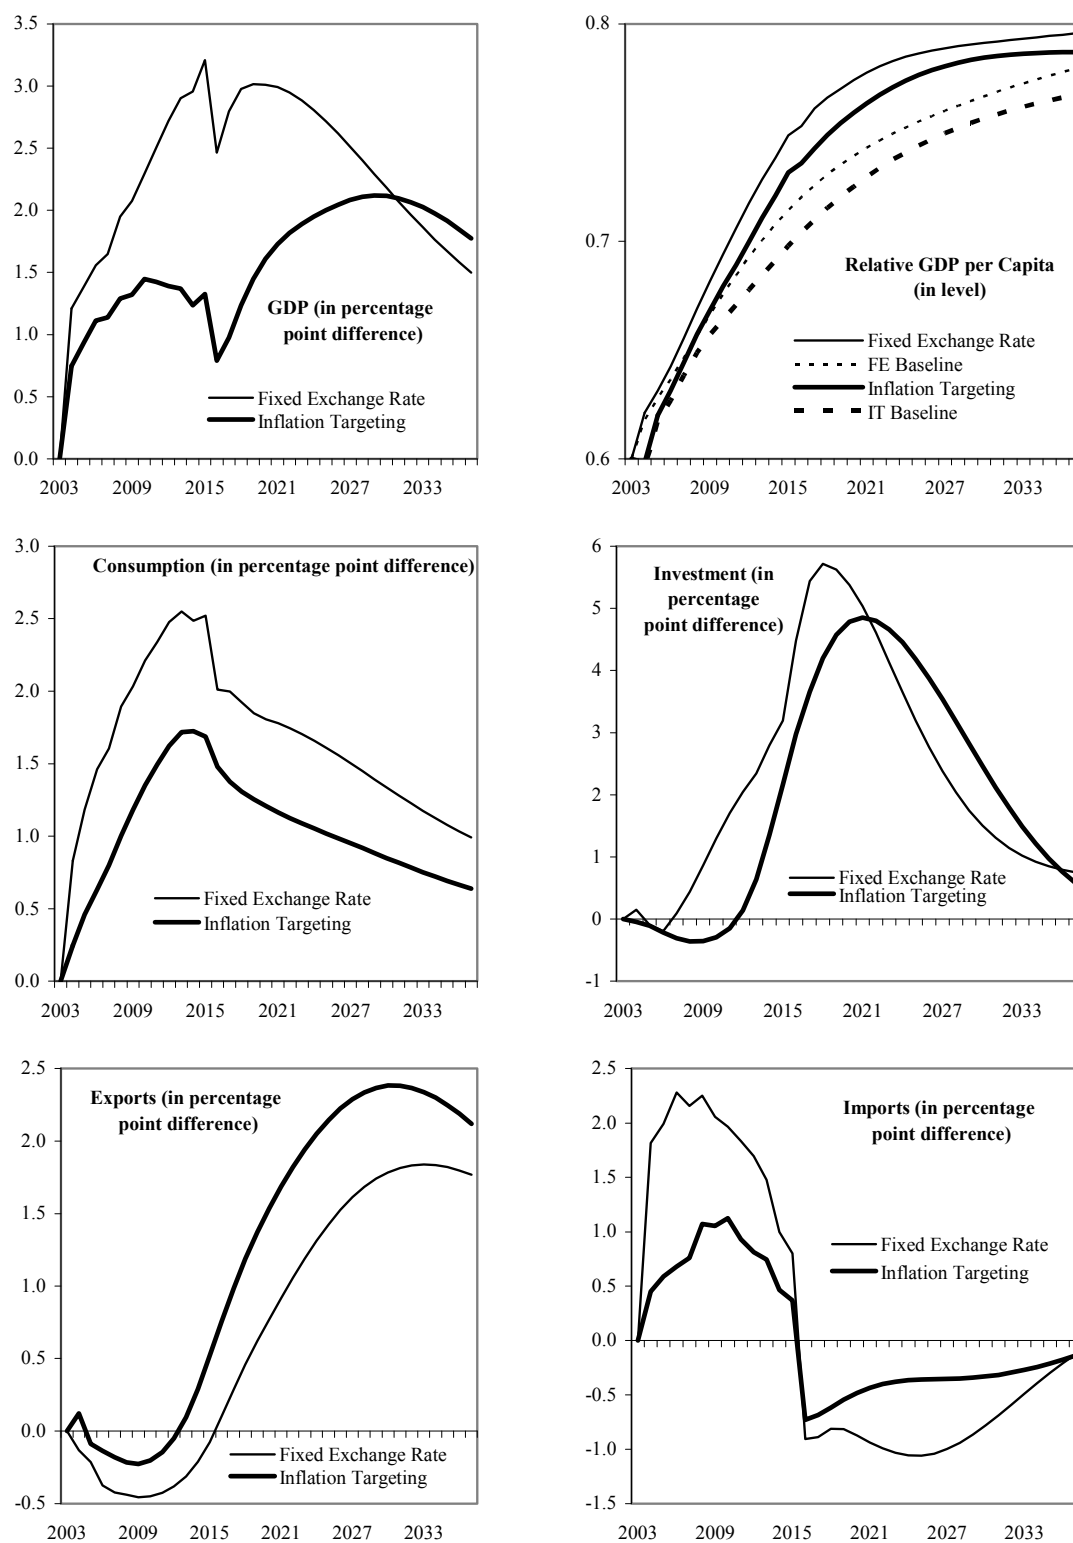 3.5
3.0
2.5
2.0
1.5
1.0
0.5
0.0
GDP (in percentage
point difference)
Fixed Exchange Rate
Inflation Targeting
2003 2009 2015 2021 2027 2033
0.8
0.7
0.6
Relative GDP per Capita
(in level)
Fixed Exchange Rate
FE Baseline
Inflation Targeting
IT Baseline
2003 2009 2015 2021 2027 2033
3.0
2.5
2.0
1.5
1.0
0.5
0.0
Consumption (in percentage point difference)
Fixed Exchange Rate
Inflation Targeting
2003 2009 2015 2021 2027 2033
6
5
4
3
2
1
0
-1
Investment (in
percentage
point difference)
Fixed Exchange Rate
Inflation Targeting
2003 2009 2015 2021 2027 2033
2.5
2.0
1.5
1.0
0.5
0.0
-0.5
Exports (in percentage
point difference)
Fixed Exchange Rate
Inflation Targeting
2003 2009 2015 2021 2027 2033
2.5
2.0
1.5
1.0
0.5
0.0
-0.5
-1.0
-1.5
Imports (in percentage
point difference)
Fixed Exchange Rate
Inflation Targeting
2003 2009 2015 2021 2027 2033